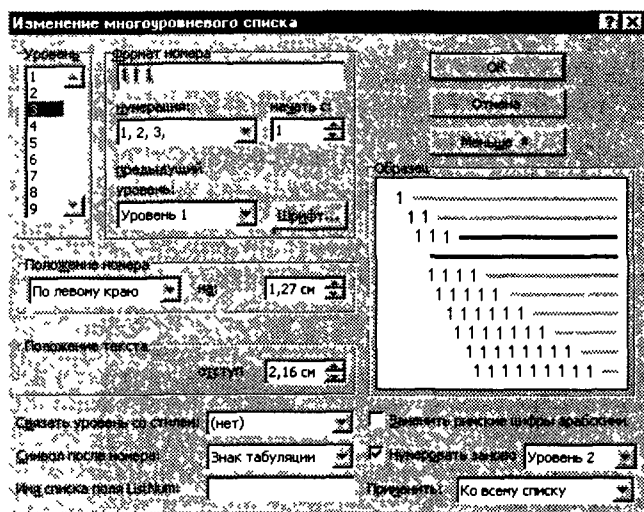 Изменение многоуровневого списка
Уровень
1
2
3
4
5
6
7
8
9
Формат номера
1 1 1
нумерация:
начать с:
1, 2, 3,
1
предыдущий
уровень:
Уровень 1
Шрифт...
ОК
Отмена
Меньше
Образец
1
1 1
1 1 1
1 1 1 1
1 1 1 1 1
1 1 1 1 1 1
1 1 1 1 1 1 1
1 1 1 1 1 1 1 1
1 1 1 1 1 1 1 1 1
Положение номера
По левому краю
на:
1,27 см
Положение текста
отступ
2,16 см
Связать уровень со стилем:
(нет)
Заменить римские цифры арабскими
Символ после номера:
Знак табуляции
Нумеровать заново
Уровень 2
Имя списка поля ListNum:
Применить:
Ко всему списку